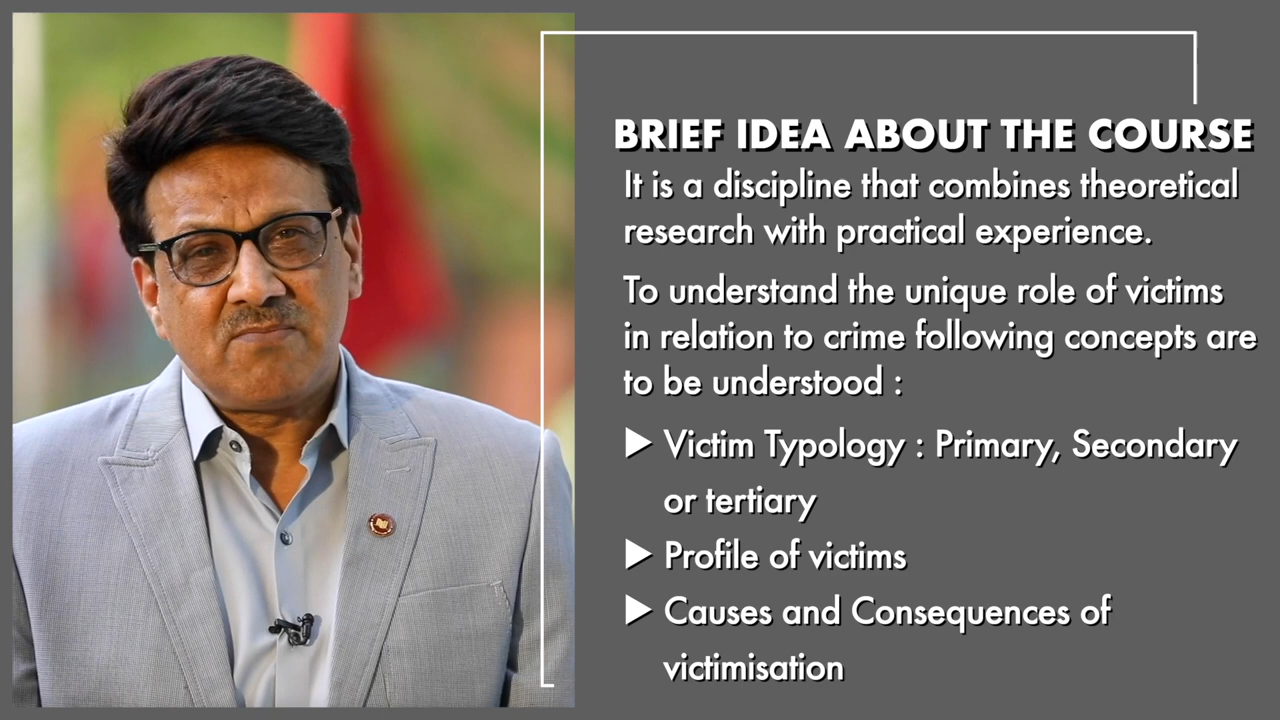 BRIEF IDEA ABOUT THE COURSE
It is a discipline that combines theoretical
research with practical experience.
To understand the unique role of victims
in relation to crime following concepts are
to be understood :
▶ Victim Typology : Primary, Secondary
or tertiary
▶ Profile of victims
▶ Causes and Consequences of
victimisation